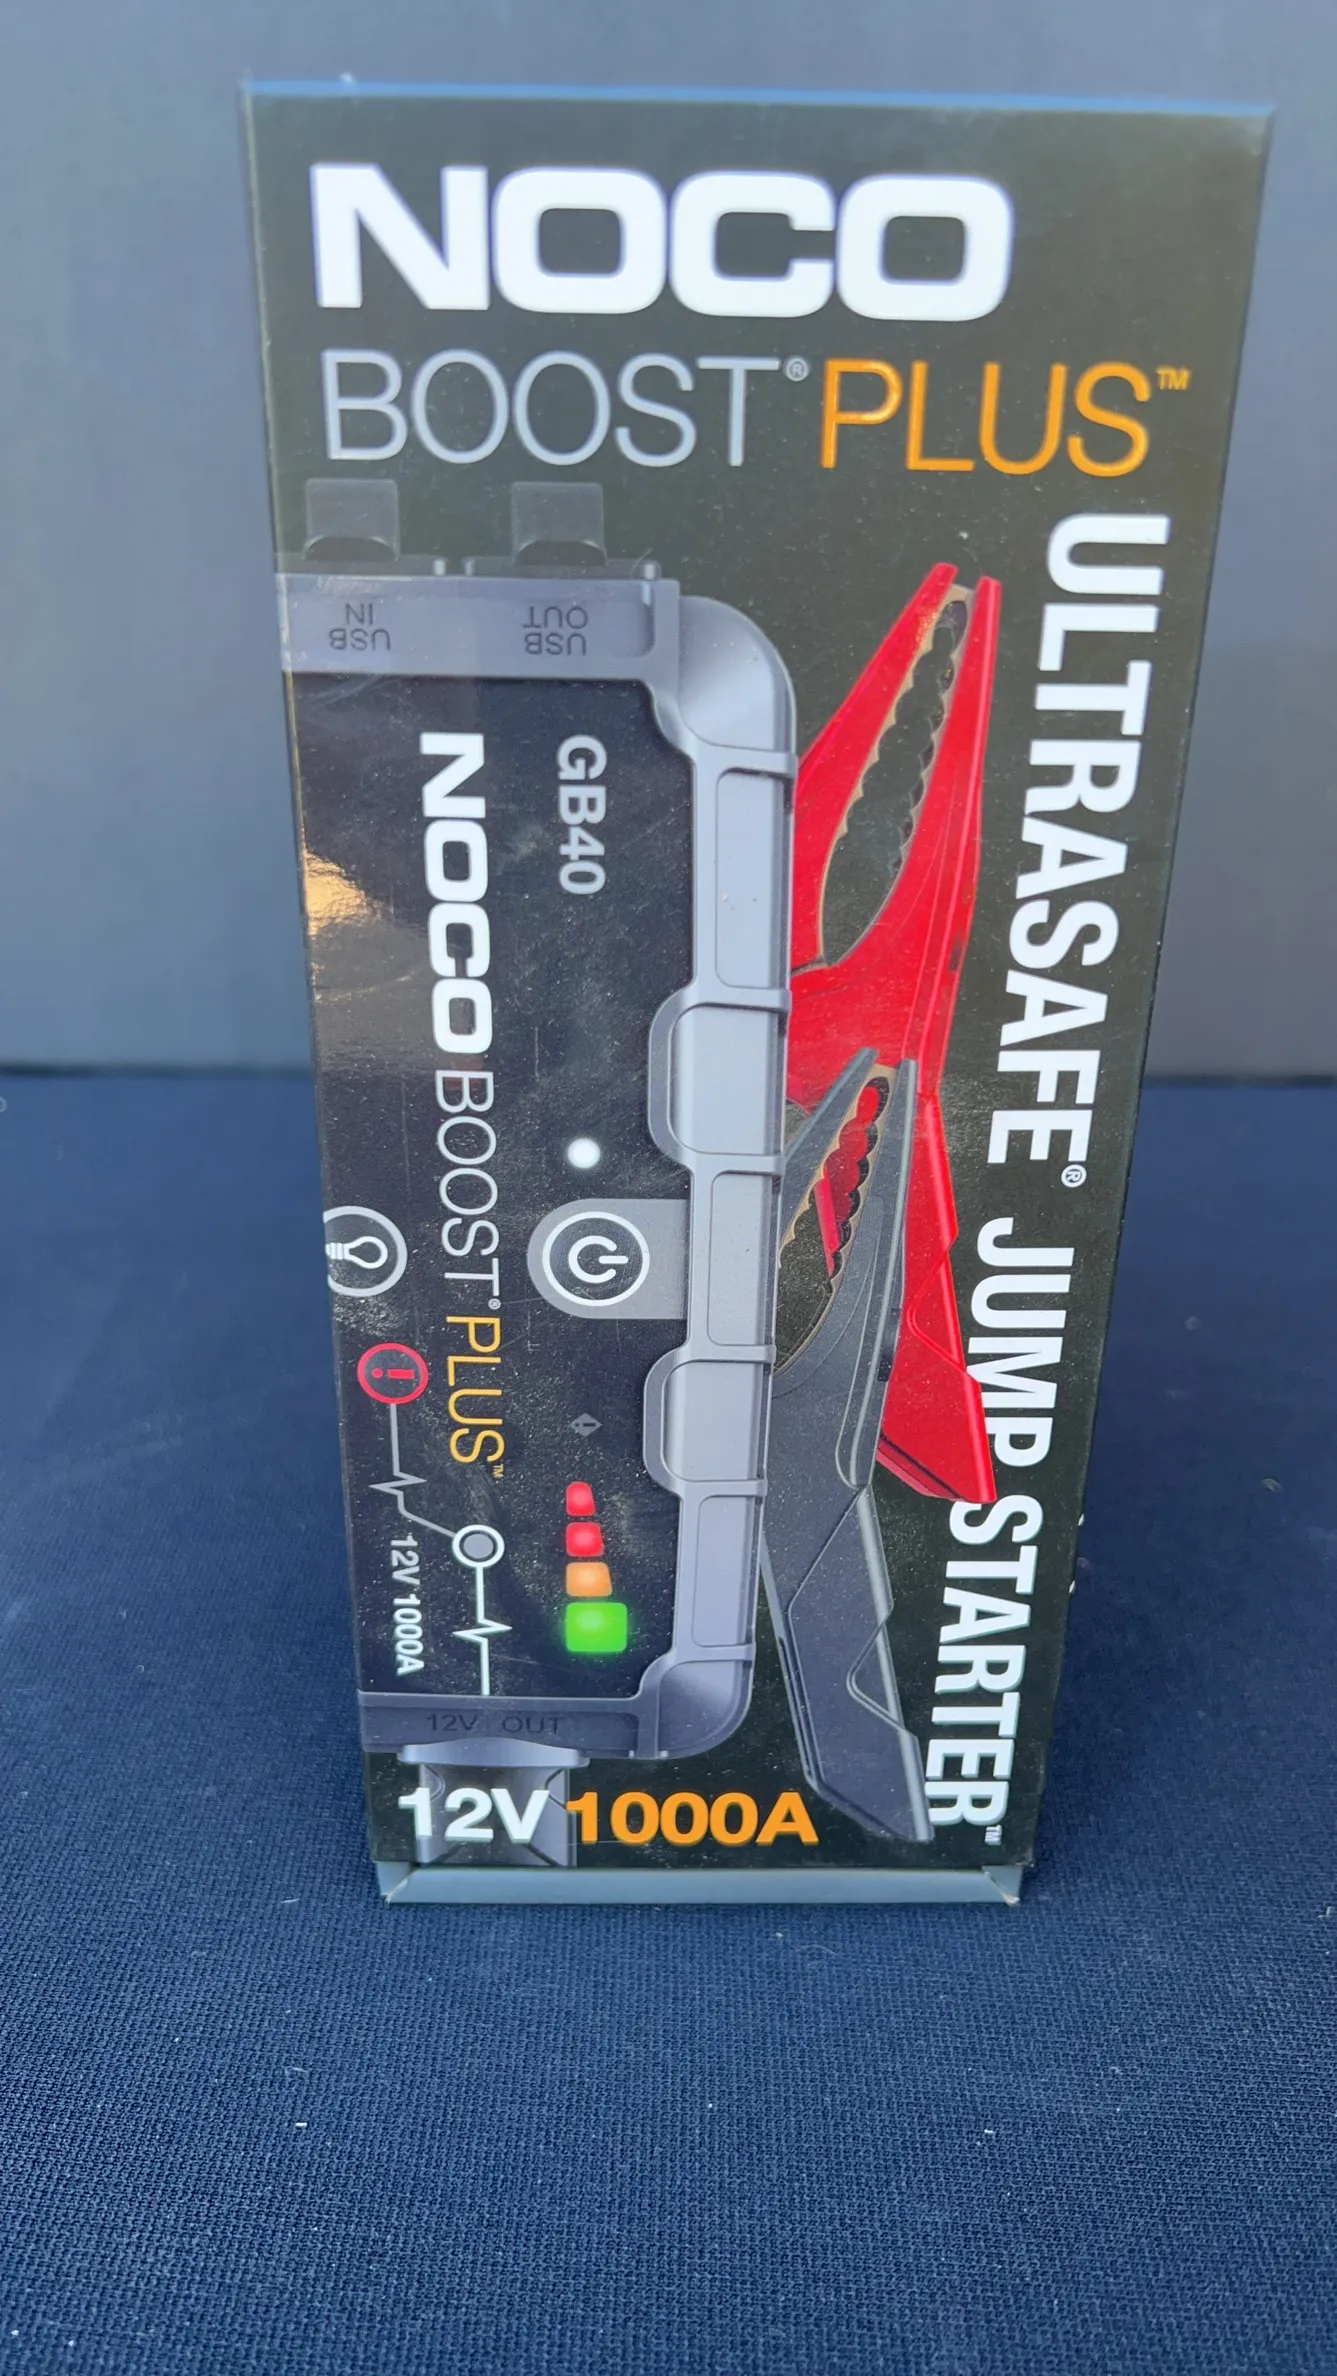 NOCO
BOOST® PLUS™
ULTRASAFE® JUMP STARTER™
USB IN
USB OUT
GB40
NOCO BOOST® PLUS™
12V 1000A
12V OUT
12V 1000A